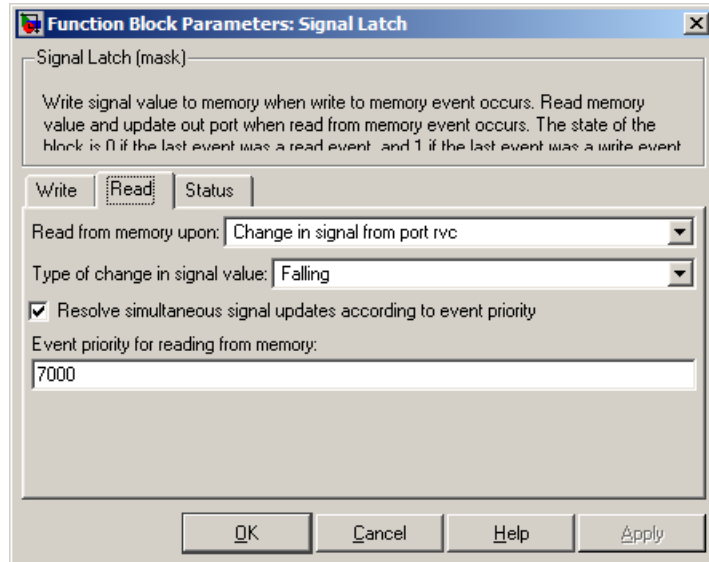 Function Block Parameters: Signal Latch
Signal Latch (mask)
Write signal value to memory when write to memory event occurs. Read memory
value and update out port when read from memory event occurs. The state of the
block is 0 if the last event was a read event, and 1 if the last event was a write event
Write Read Status
Read from memory upon: Change in signal from port rvc
Type of change in signal value: Falling
Resolve simultaneous signal updates according to event priority
Event priority for reading from memory:
7000
OK Cancel Help Apply